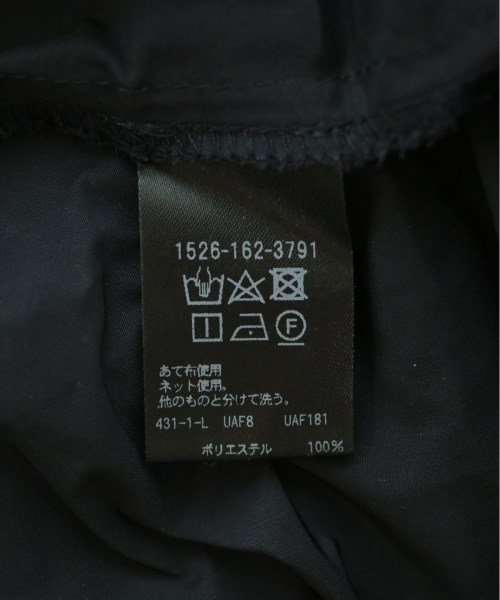 1526-162-3791
F
あて布使用
ネット使用。
他のものと分けて洗う。
431-1-L UAF8 UAF181
ポリエステル 100%